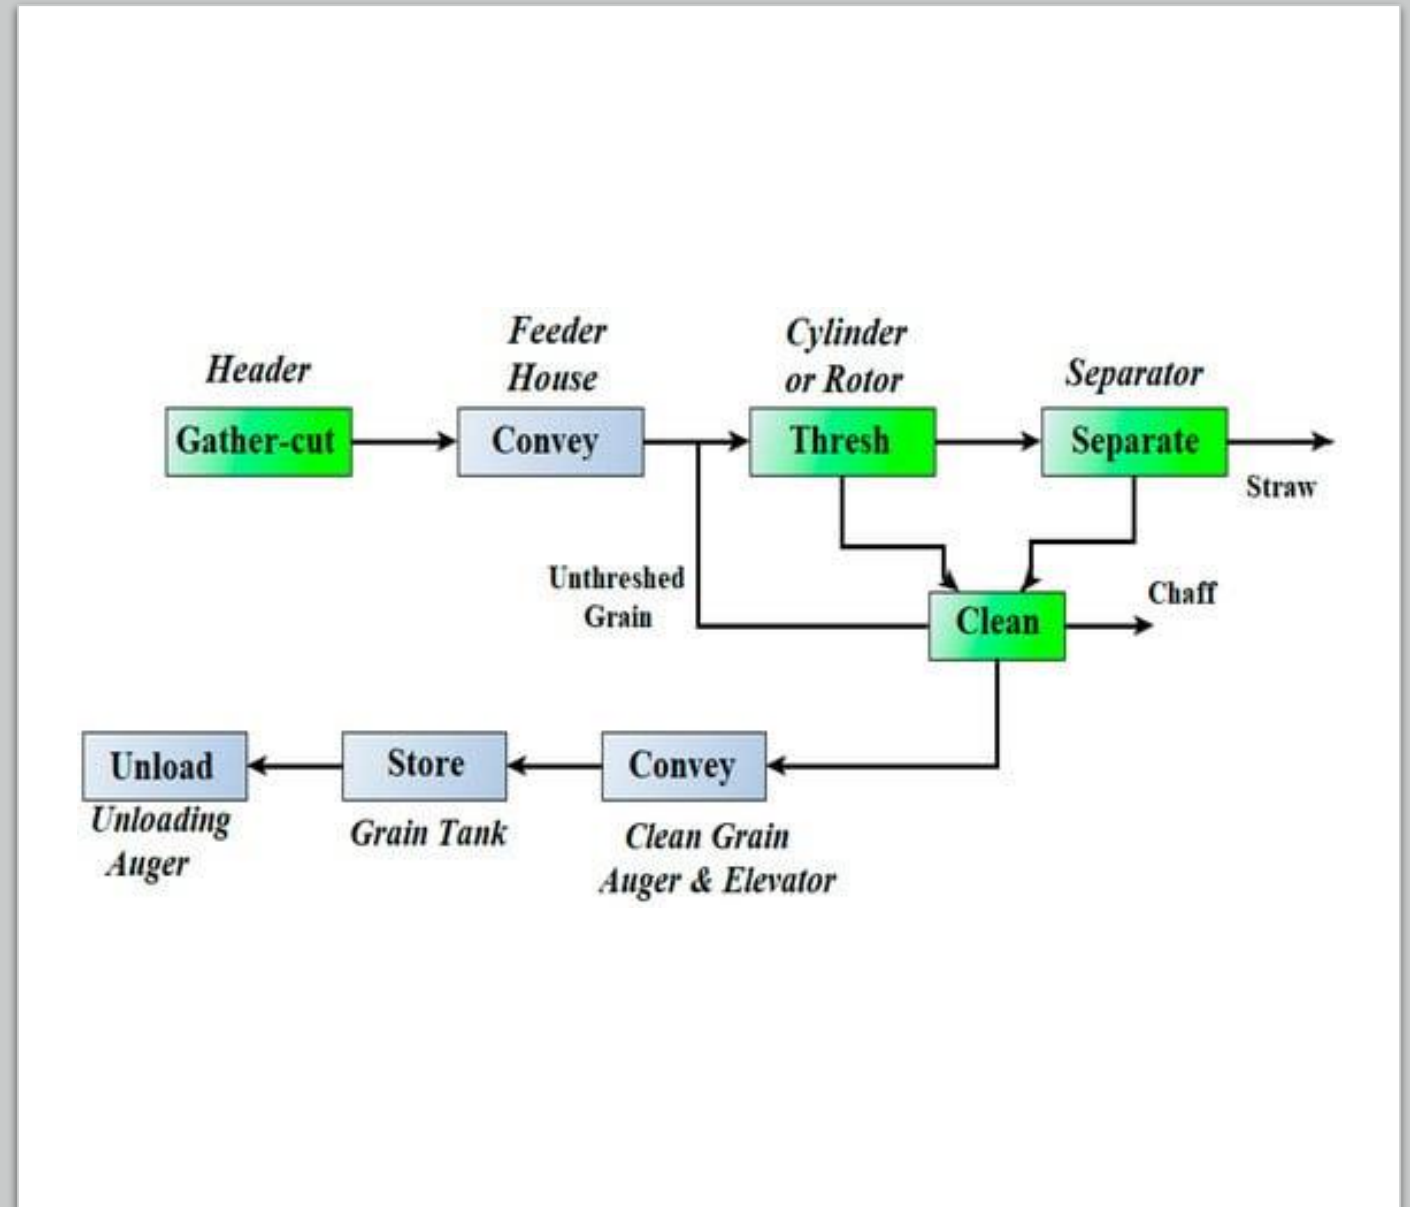 Header
Feeder
House
Cylinder
or Rotor
Separator
Gather-cut
Convey
Thresh
Separate
Straw
Unthreshed
Grain
Clean
Chaff
Unload
Store
Convey
Unloading
Auger
Grain Tank
Clean Grain
Auger & Elevator